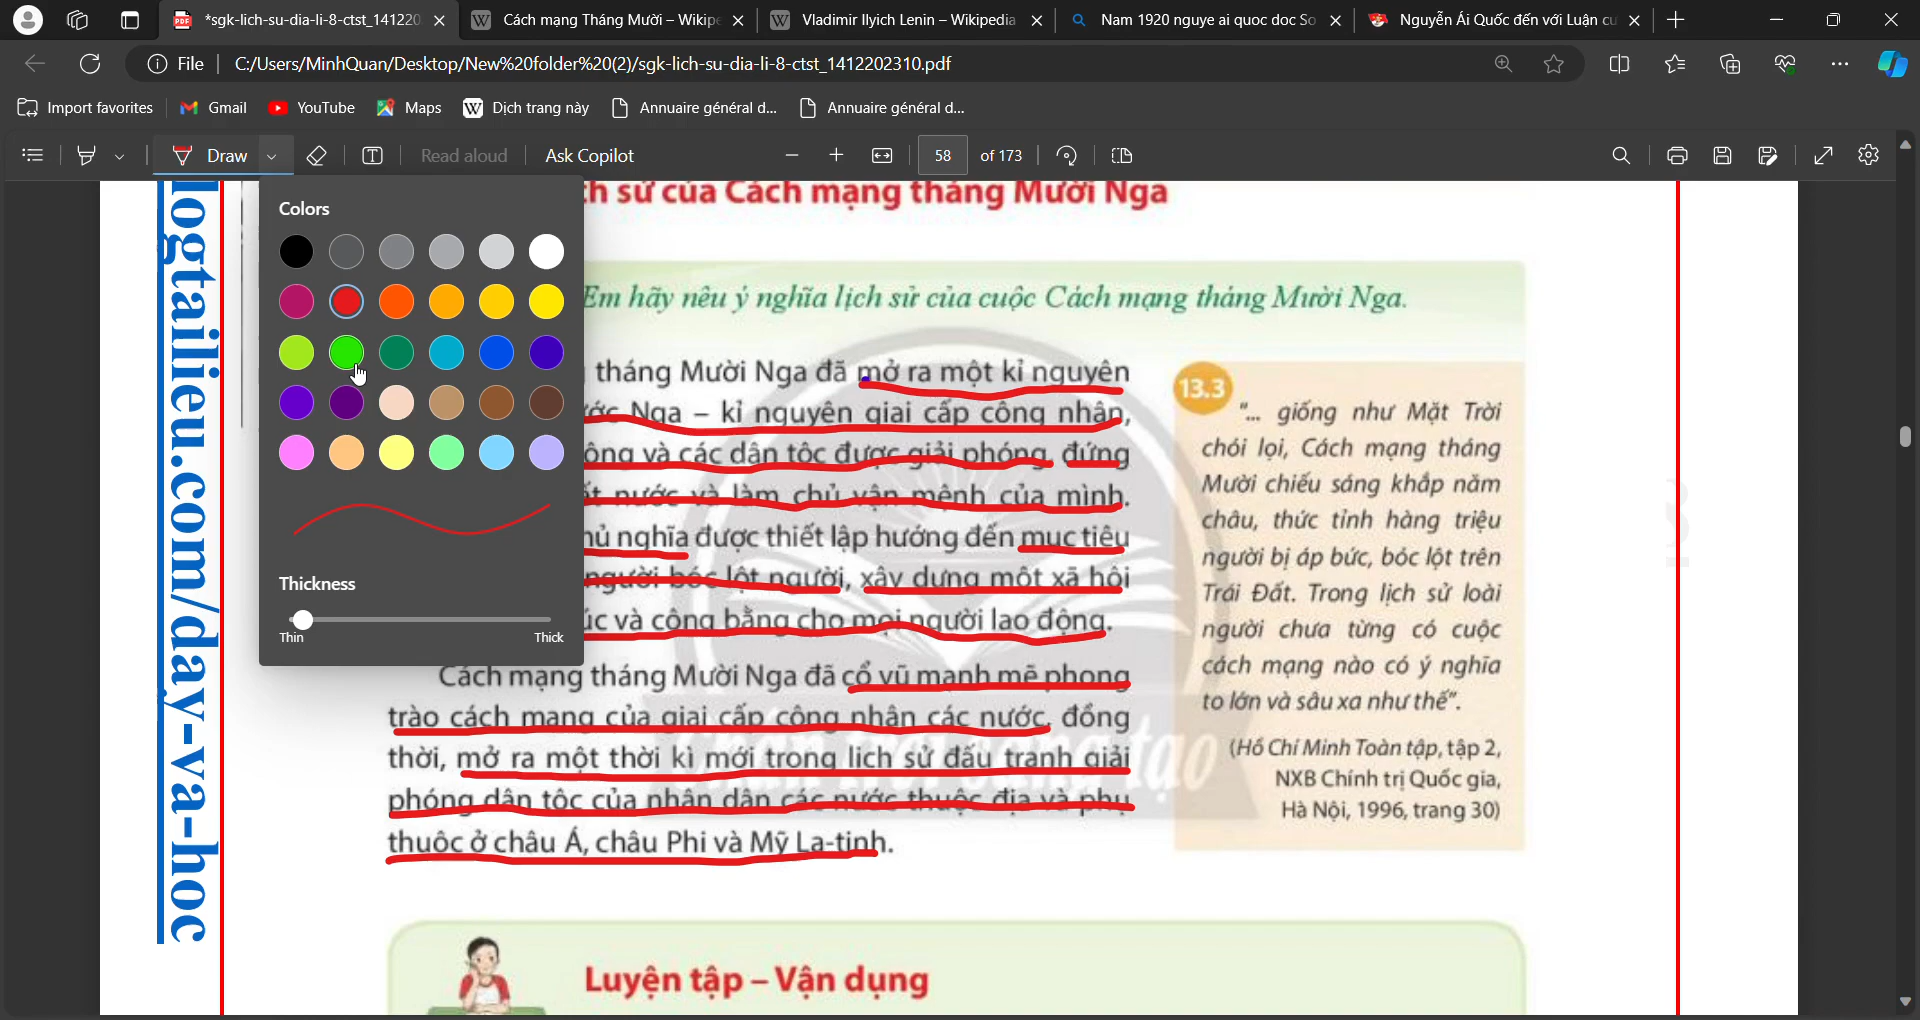 *sgk-lich-su-dia-li-8-ctst_141220
Cách mạng Tháng Mười – Wikipe
Vladimir Ilyich Lenin – Wikipedia
Nam 1920 nguye ai quoc doc So
Nguyễn Ái Quốc đến với Luận cu
File
C:/Users/MinhQuan/Desktop/New%20folder%20(2)/sgk-lich-su-dia-li-8-ctst_1412202310.pdf
Import favorites
Gmail
YouTube
Maps
Dịch trang này
Annuaire général d...
Annuaire général d...
Draw
Read aloud
Ask Copilot
58
of 173
Colors
Thickness
Thin
Thick
logtailieu.com/day-va-hoc
sử của Cách mạng tháng Mười Nga
Em hãy nêu ý nghĩa lịch sử của cuộc Cách mạng tháng Mười Nga.
tháng Mười Nga đã mở ra một kỉ nguyên
Nga – kỉ nguyên giai cấp công nhân,
và các dân tộc được giải phóng, đứng
nước và làm chủ vận mệnh của mình.
nghĩa được thiết lập hướng đến mục tiêu
người bóc lột người, xây dựng một xã hội
và công bằng cho mọi người lao động.
Cách mạng tháng Mười Nga đã cổ vũ mạnh mẽ phong
trào cách mạng của giai cấp công nhân các nước, đồng
thời, mở ra một thời kì mới trong lịch sử đấu tranh giải
phóng dân tộc của nhân dân các nước thuộc địa và phụ
thuộc ở châu Á, châu Phi và Mỹ La-tinh.
13.3
"... giống như Mặt Trời
chói lọi, Cách mạng tháng
Mười chiếu sáng khắp năm
châu, thức tỉnh hàng triệu
người bị áp bức, bóc lột trên
Trái Đất. Trong lịch sử loài
người chưa từng có cuộc
cách mạng nào có ý nghĩa
to lớn và sâu xa như thế".
(Hồ Chí Minh Toàn tập, tập 2,
NXB Chính trị Quốc gia,
Hà Nội, 1996, trang 30)
Chân trời sáng tạo
Luyện tập – Vận dụng